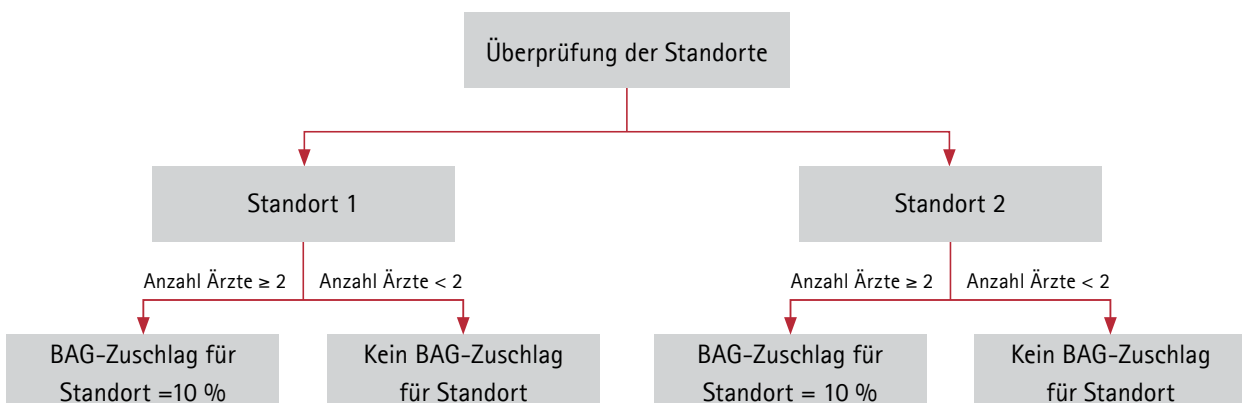 Überprüfung der Standorte
Standort 1
Standort 2
Anzahl Ärzte ≥ 2
Anzahl Ärzte < 2
Anzahl Ärzte ≥ 2
Anzahl Ärzte < 2
BAG-Zuschlag für
Standort =10 %
Kein BAG-Zuschlag
für Standort
BAG-Zuschlag für
Standort = 10 %
Kein BAG-Zuschlag
für Standort